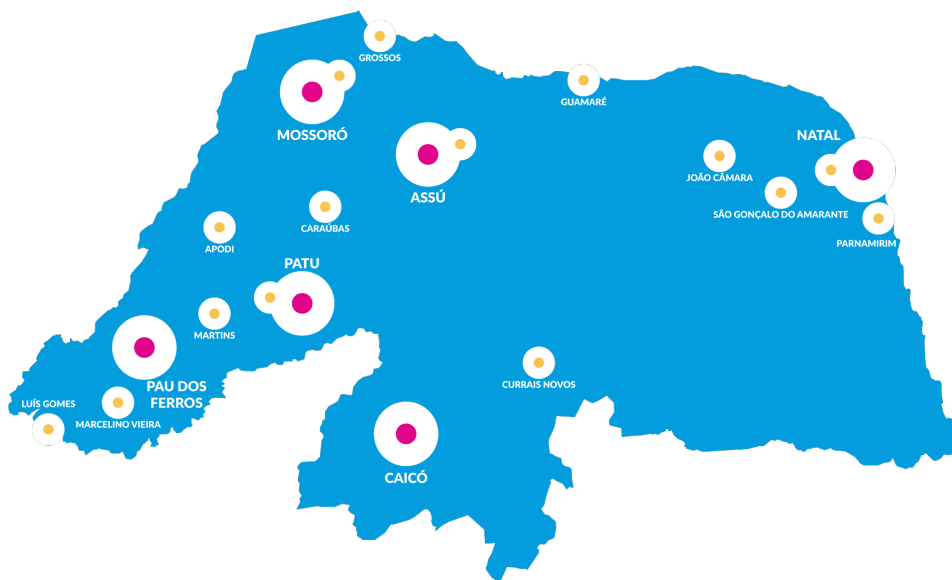 GROSSOS
GUAMARÉ
MOSSORÓ
NATAL
JOÃO CÂMARA
ASSÚ
SÃO GONÇALO DO AMARANTE
CARAÚBAS
PARNAMIRIM
APODI
PATU
MARTINS
PAU DOS
FERROS
CURRAIS NOVOS
LUÍS GOMES
MARCELINO VIEIRA
CAICÓ